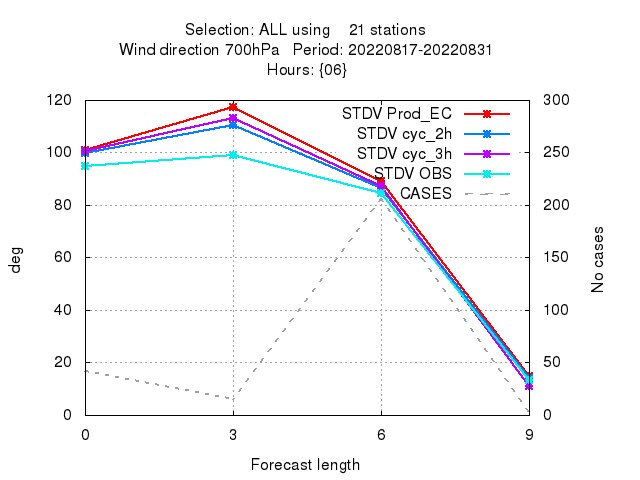 Selection: ALL using 21 stations
Wind direction 700hPa Period: 20220817-20220831
Hours: {06}
120 300
STDV Prod_EC
STDV cyc_2h
100 250
STDV cyc_3h
STDV OBS
CASES
80 200
60 150
deg
No cases
40 100
20 50
0 0
0 3 6 9
Forecast length